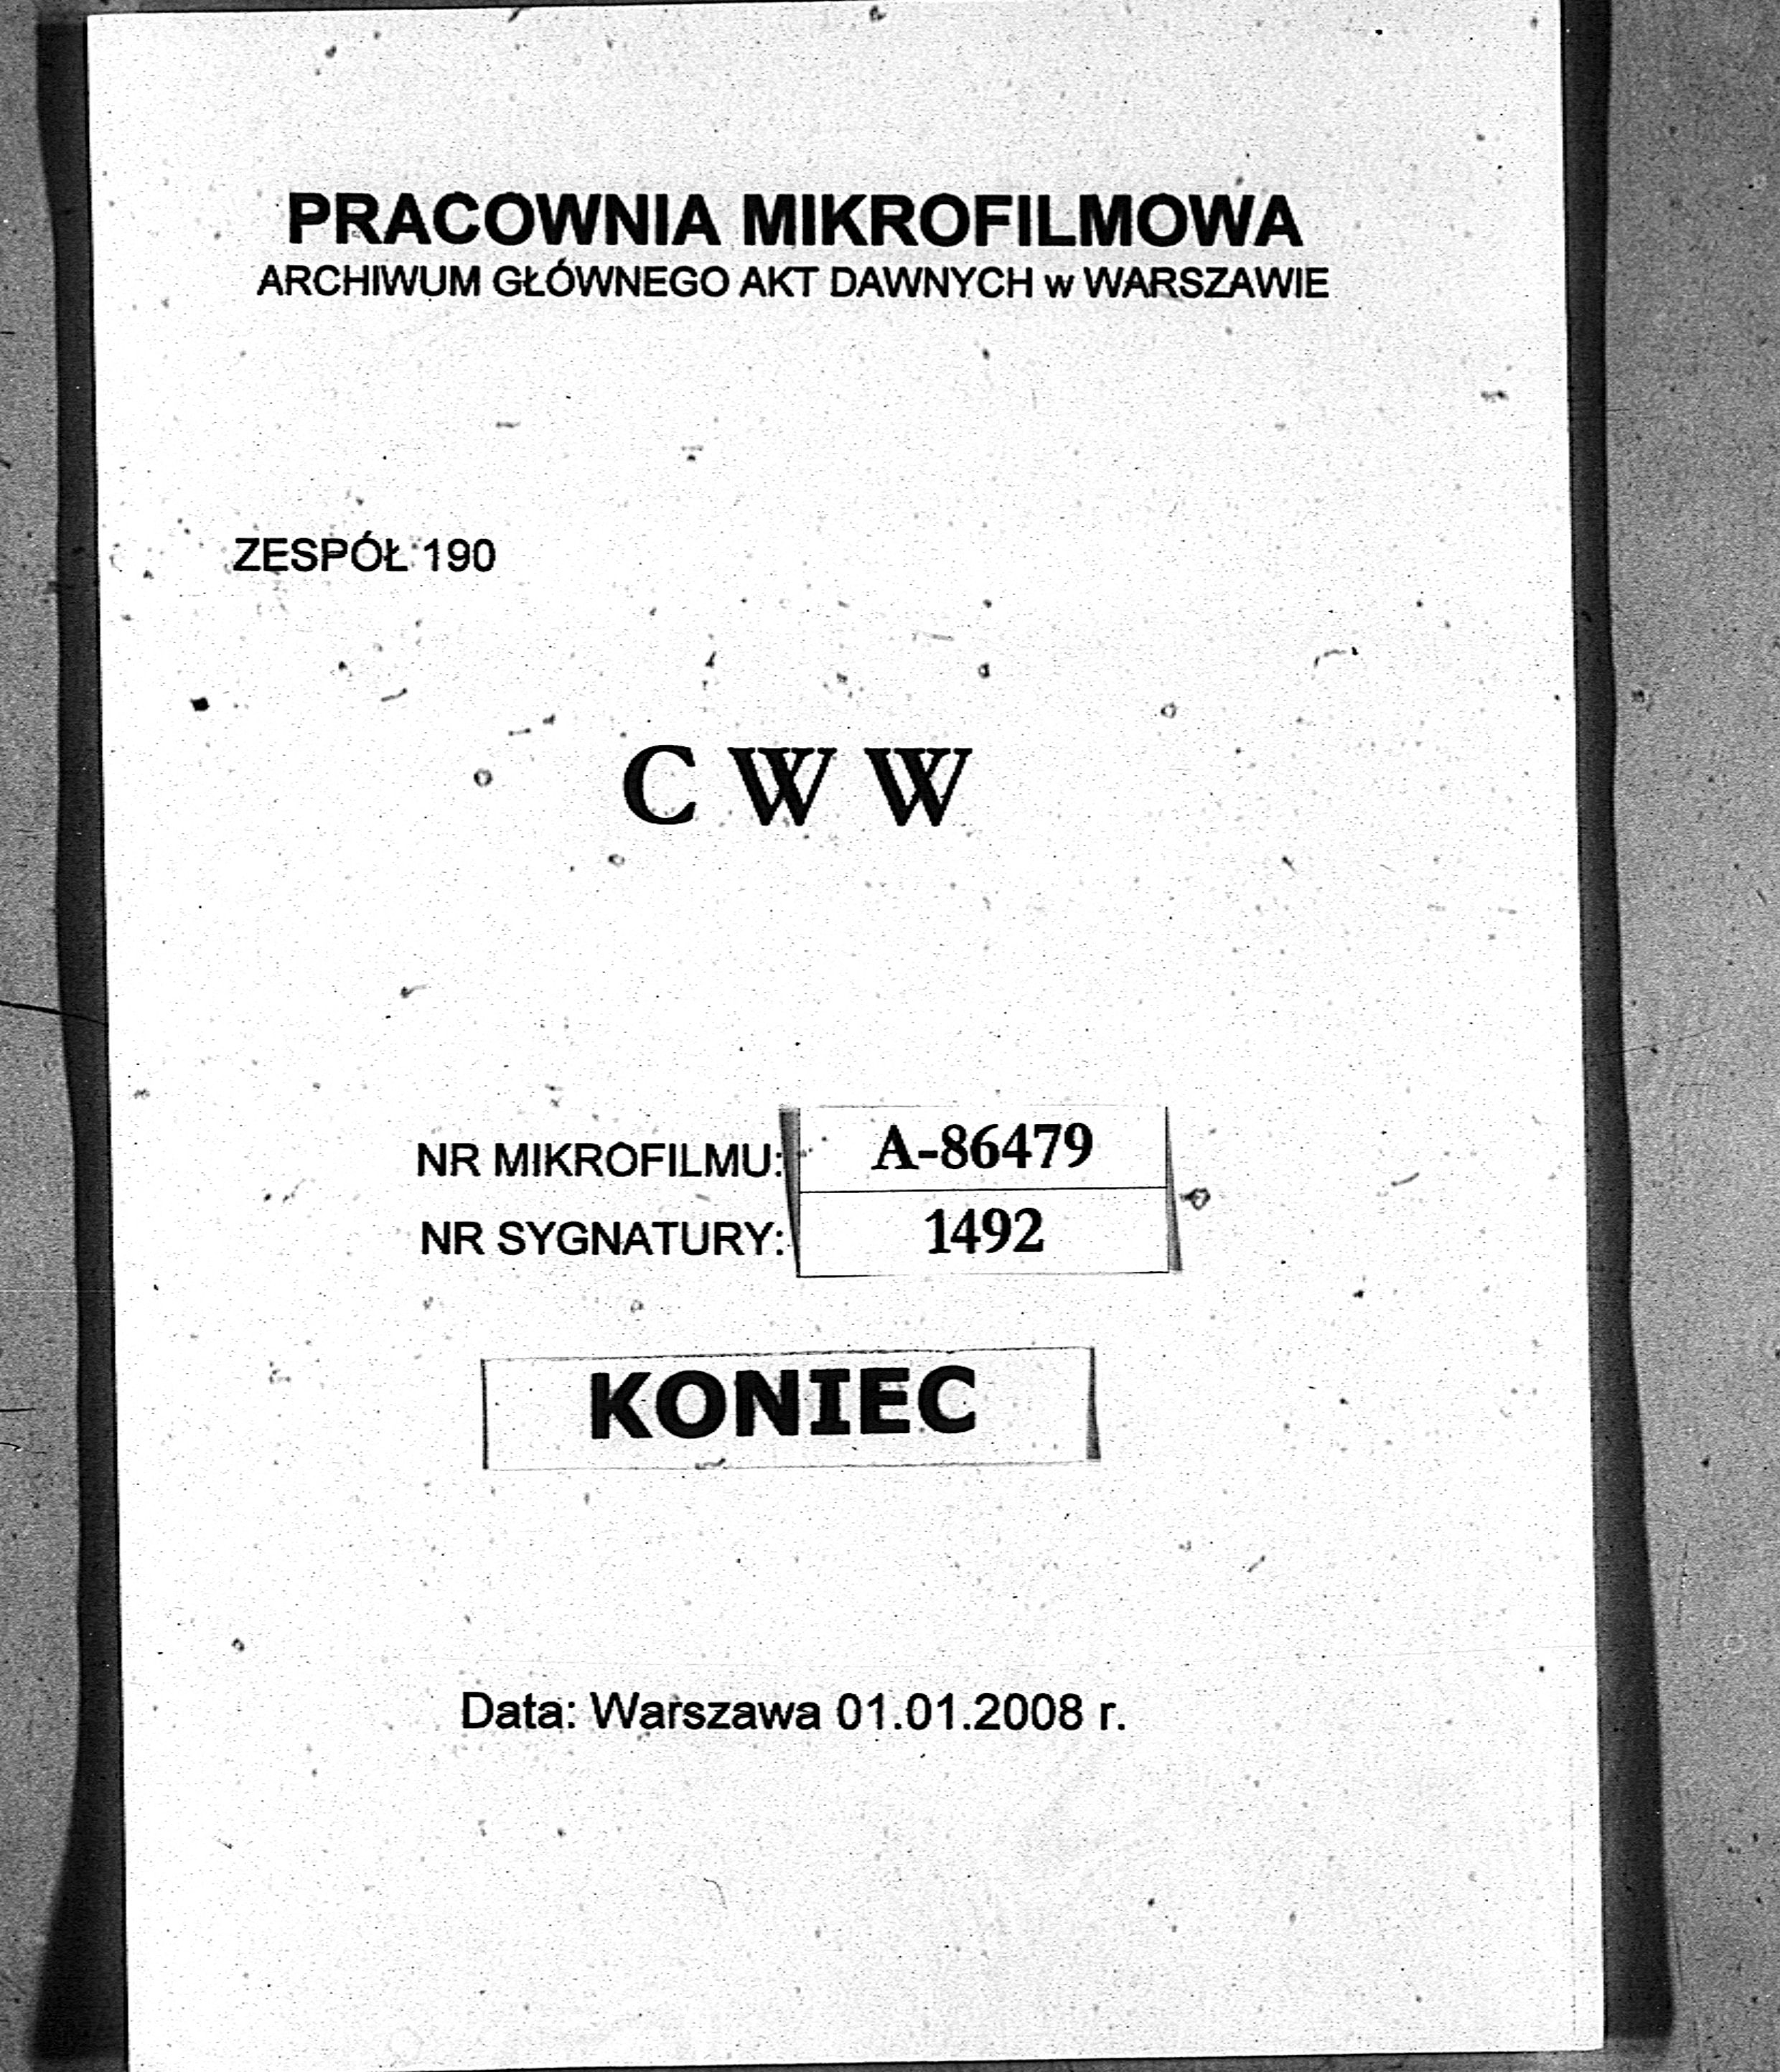 PRACOWNIA MIKROFILMOWA
ARCHIWUM GŁÓWNEGO AKT DAWNYCH w WARSZAWIE
ZESPÓŁ 190
C W W
NR MIKROFILMU: A-86479
NR SYGNATURY: 1492
KONIEC
Data: Warszawa 01.01.2008 r.